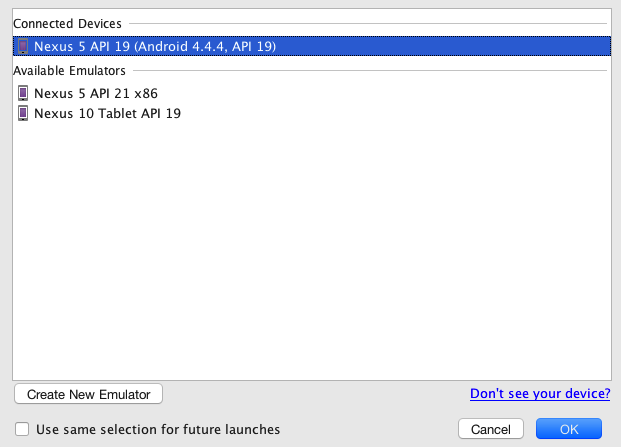 Connected Devices
Nexus 5 API 19 (Android 4.4.4, API 19)
Available Emulators
Nexus 5 API 21 x86
Nexus 10 Tablet API 19
Create New Emulator
Don't see your device?
Use same selection for future launches
Cancel
OK